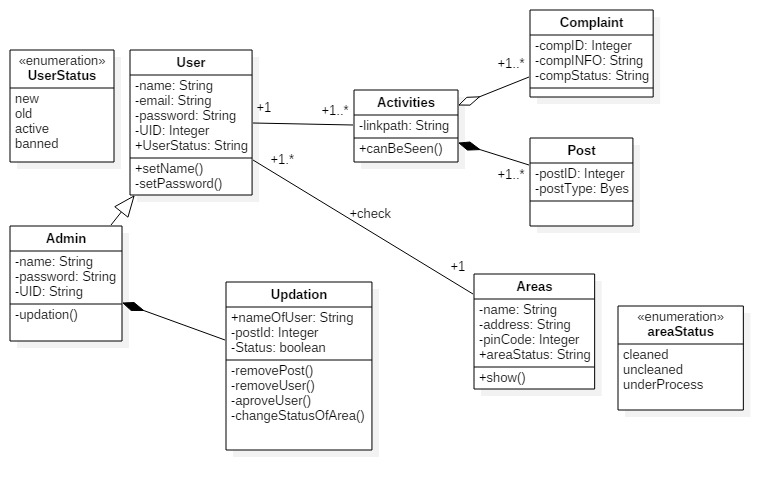 «enumeration»
UserStatus
new
old
active
banned
User
-name: String
-email: String
-password: String
-UID: Integer
+UserStatus: String
+setName()
-setPassword()
+1
+1..*
Activities
-linkpath: String
+canBeSeen()
+1..*
Complaint
-compID: Integer
-compINFO: String
-compStatus: String
+1..*
Post
-postID: Integer
-postType: Byes
+1.*
+check
+1
Admin
-name: String
-password: String
-UID: String
-updation()
Updation
+nameOfUser: String
-postId: Integer
-Status: boolean
-removePost()
-removeUser()
-aproveUser()
-changeStatusOfArea()
Areas
-name: String
-address: String
-pinCode: Integer
+areaStatus: String
+show()
«enumeration»
areaStatus
cleaned
uncleaned
underProcess